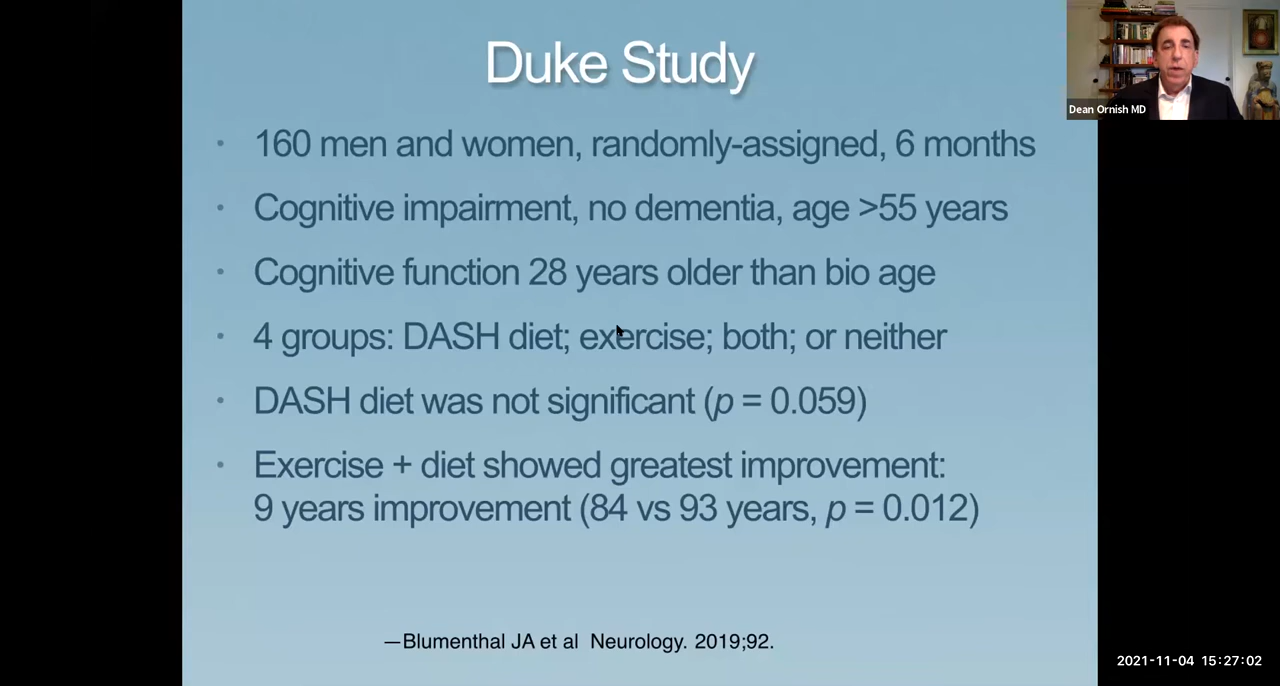 Duke Study
Dean Ornish MD
• 160 men and women, randomly-assigned, 6 months
• Cognitive impairment, no dementia, age >55 years
• Cognitive function 28 years older than bio age
• 4 groups: DASH diet; exercise; both; or neither
• DASH diet was not significant (p = 0.059)
• Exercise + diet showed greatest improvement:
9 years improvement (84 vs 93 years, p = 0.012)
—Blumenthal JA et al Neurology. 2019;92.
2021-11-04 15:27:02